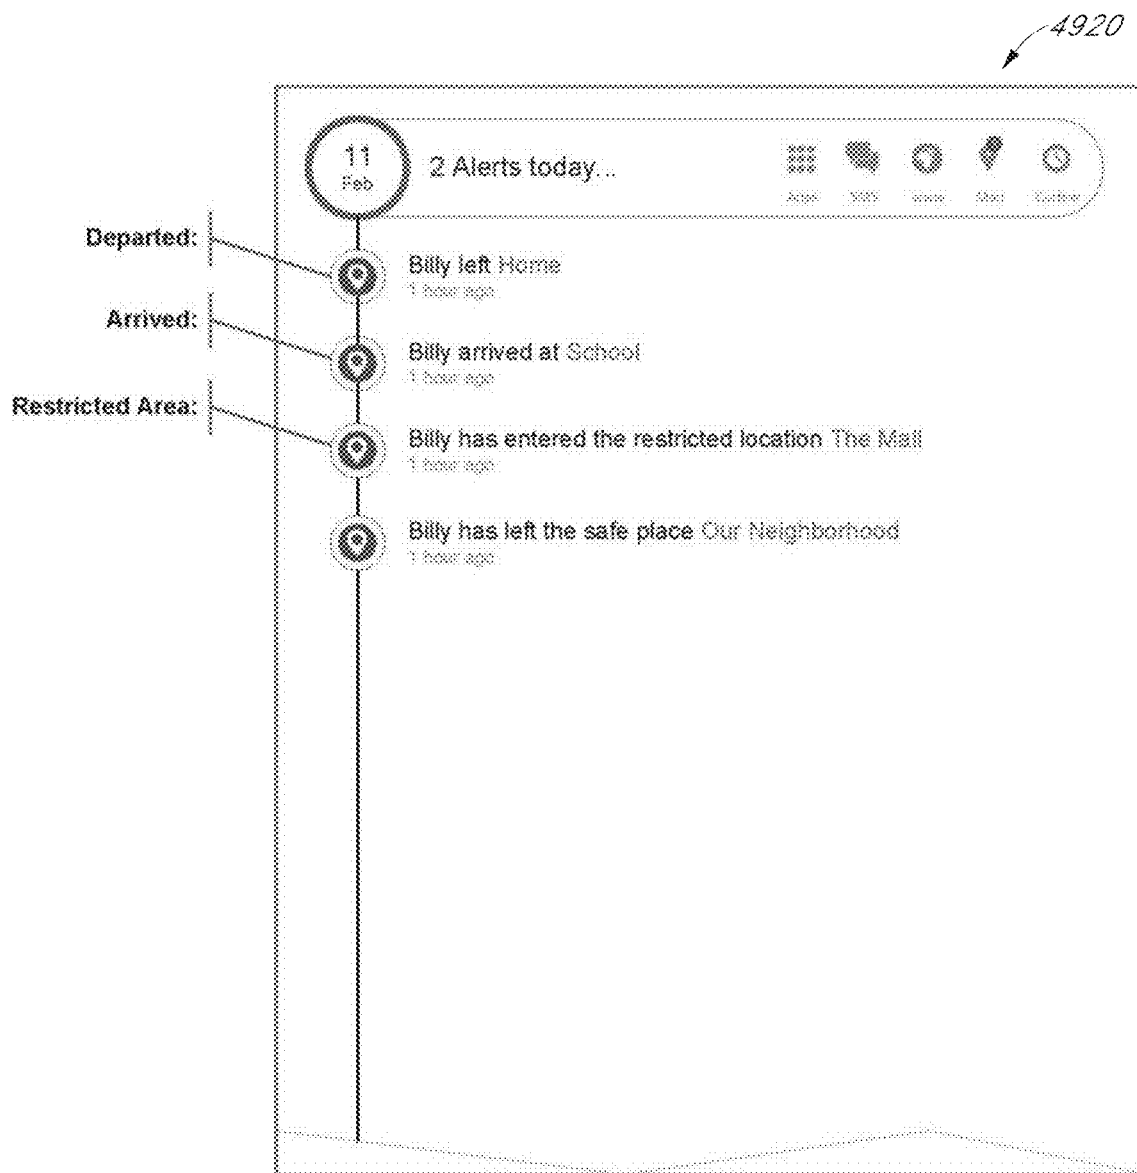 4920
11
Feb
2 Alerts today...
Departed:
Billy left Home
1 hour ago
Arrived:
Billy arrived at School
1 hour ago
Restricted Area:
Billy has entered the restricted location The Mall
1 hour ago
Billy has left the safe place Our Neighborhood
1 hour ago